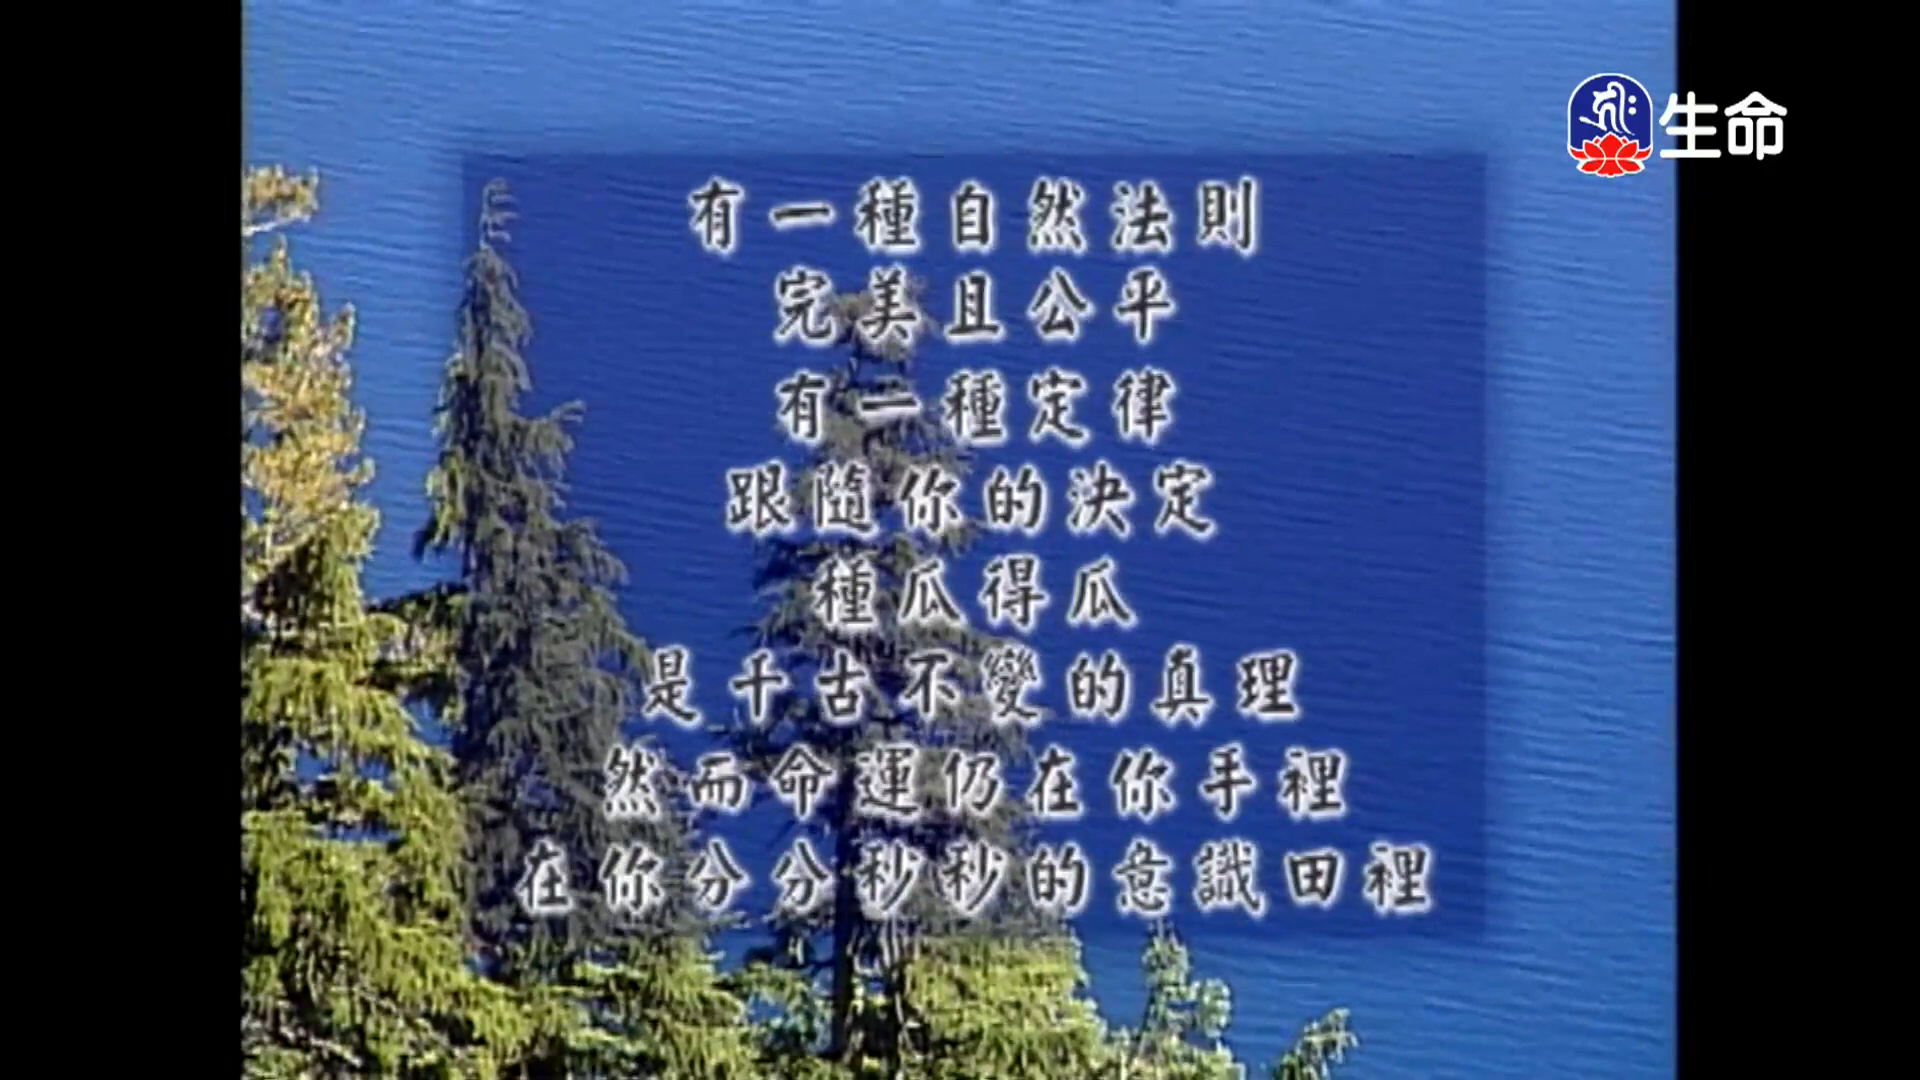 生命
有一種自然法則
完美且公平
有一種定律
跟隨你的決定
種瓜得瓜
是千古不變的真理
然而命運仍在你手裡
在你分分秒秒的意識田裡